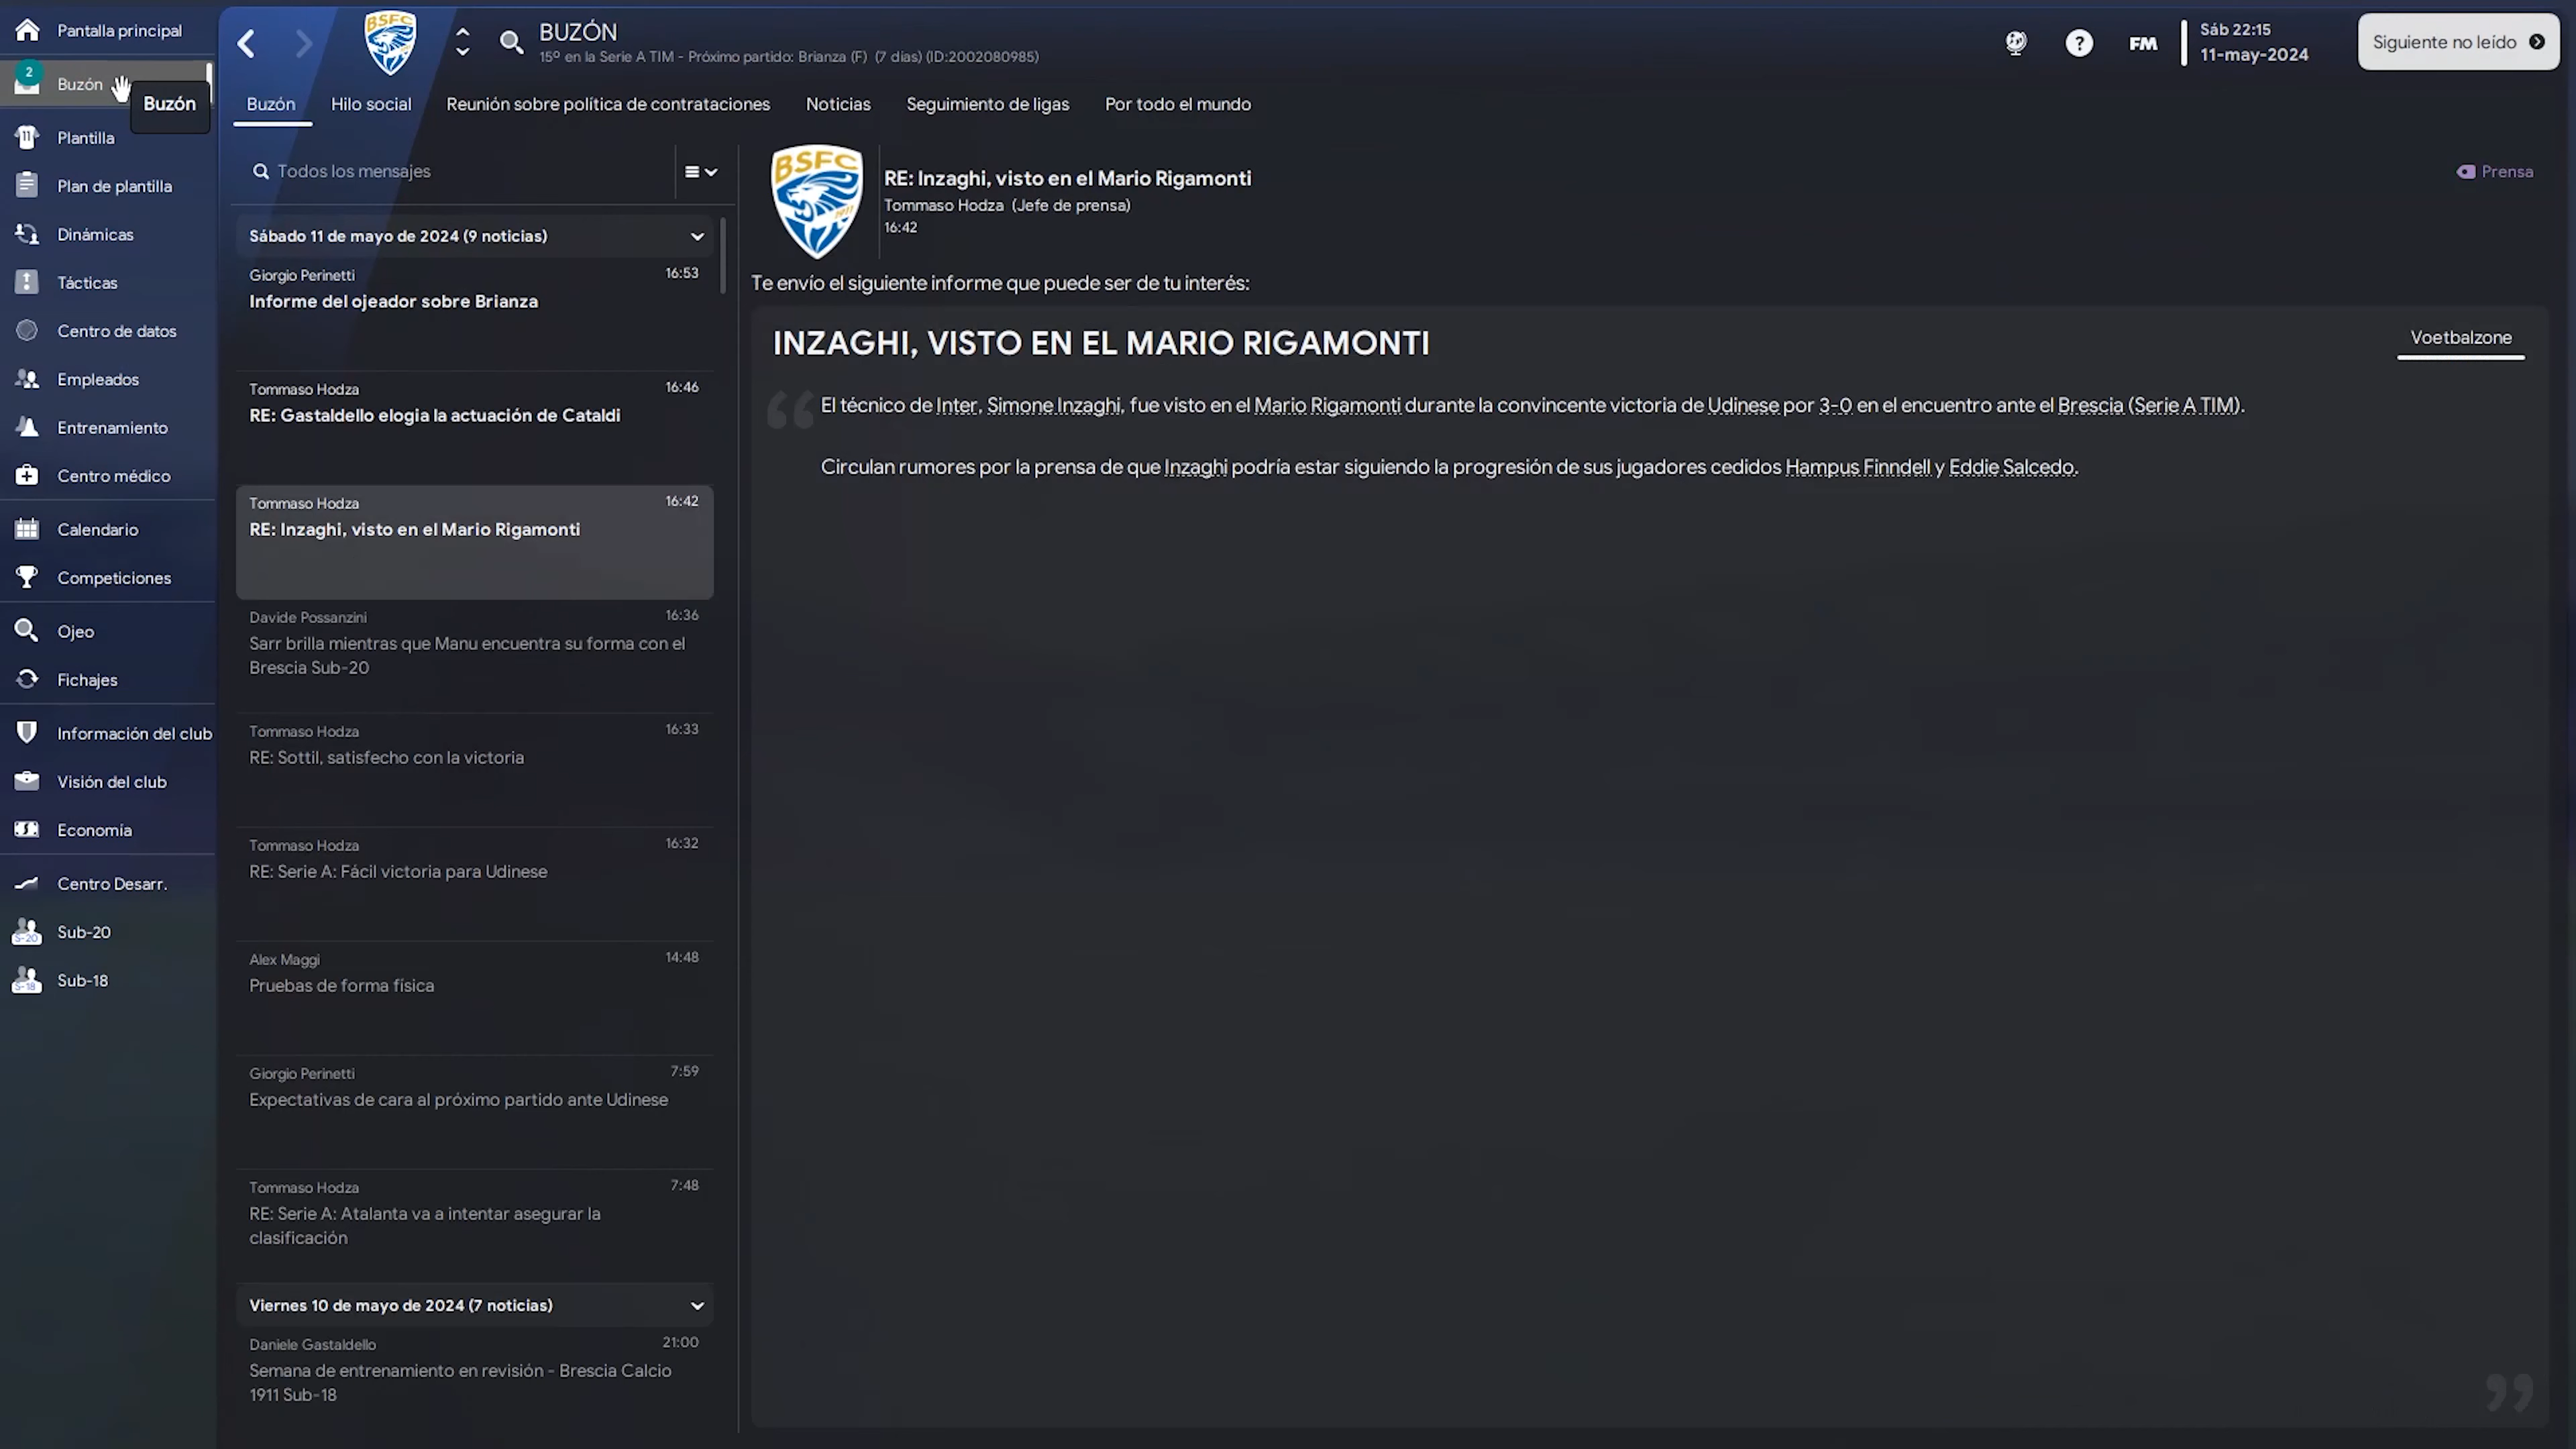 Pantalla principal
2
Buzón
Buzón
Plantilla
Plan de plantilla
Dinámicas
Tácticas
Centro de datos
Empleados
Entrenamiento
Centro médico
Calendario
Competiciones
Ojeo
Fichajes
Información del club
Visión del club
Economía
Centro Desarr.
S-20
Sub-20
S-18
Sub-18
BSFC
BUZÓN
15º en la Serie A TIM - Próximo partido: Brianza (F) (7 días) (ID:2002080985)
?
FM
Sáb 22:15
11-may-2024
Siguiente no leído
Buzón
Hilo social
Reunión sobre política de contrataciones
Noticias
Seguimiento de ligas
Por todo el mundo
Todos los mensajes
Sábado 11 de mayo de 2024 (9 noticias)
Giorgio Perinetti 16:53
Informe del ojeador sobre Brianza
Tommaso Hodza 16:46
RE: Gastaldello elogia la actuación de Cataldi
Tommaso Hodza 16:42
RE: Inzaghi, visto en el Mario Rigamonti
Davide Possanzini 16:36
Sarr brilla mientras que Manu encuentra su forma con el
Brescia Sub-20
Tommaso Hodza 16:33
RE: Sottil, satisfecho con la victoria
Tommaso Hodza 16:32
RE: Serie A: Fácil victoria para Udinese
Alex Maggi 14:48
Pruebas de forma física
Giorgio Perinetti 7:59
Expectativas de cara al próximo partido ante Udinese
Tommaso Hodza 7:48
RE: Serie A: Atalanta va a intentar asegurar la
clasificación
Viernes 10 de mayo de 2024 (7 noticias)
Daniele Gastaldello 21:00
Semana de entrenamiento en revisión - Brescia Calcio
1911 Sub-18
BSFC
1911
RE: Inzaghi, visto en el Mario Rigamonti
Tommaso Hodza (Jefe de prensa)
16:42
Prensa
Te envío el siguiente informe que puede ser de tu interés:
INZAGHI, VISTO EN EL MARIO RIGAMONTI
Voetbalzone
El técnico de Inter, Simone Inzaghi, fue visto en el Mario Rigamonti durante la convincente victoria de Udinese por 3-0 en el encuentro ante el Brescia (Serie A TIM).
Circulan rumores por la prensa de que Inzaghi podría estar siguiendo la progresión de sus jugadores cedidos Hampus Finndell y Eddie Salcedo.